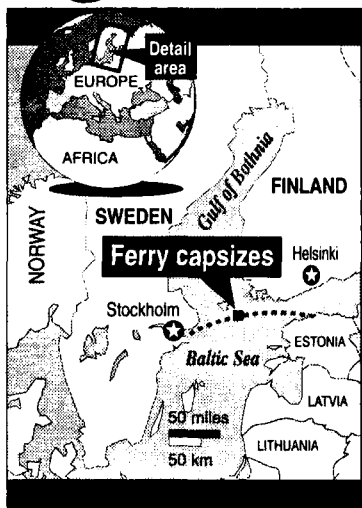 Detail
area
EUROPE
AFRICA
Gulf of Bothnia
FINLAND
NORWAY
SWEDEN
Ferry capsizes
Helsinki
Stockholm
ESTONIA
Baltic Sea
LATVIA
50 miles
50 km
LITHUANIA